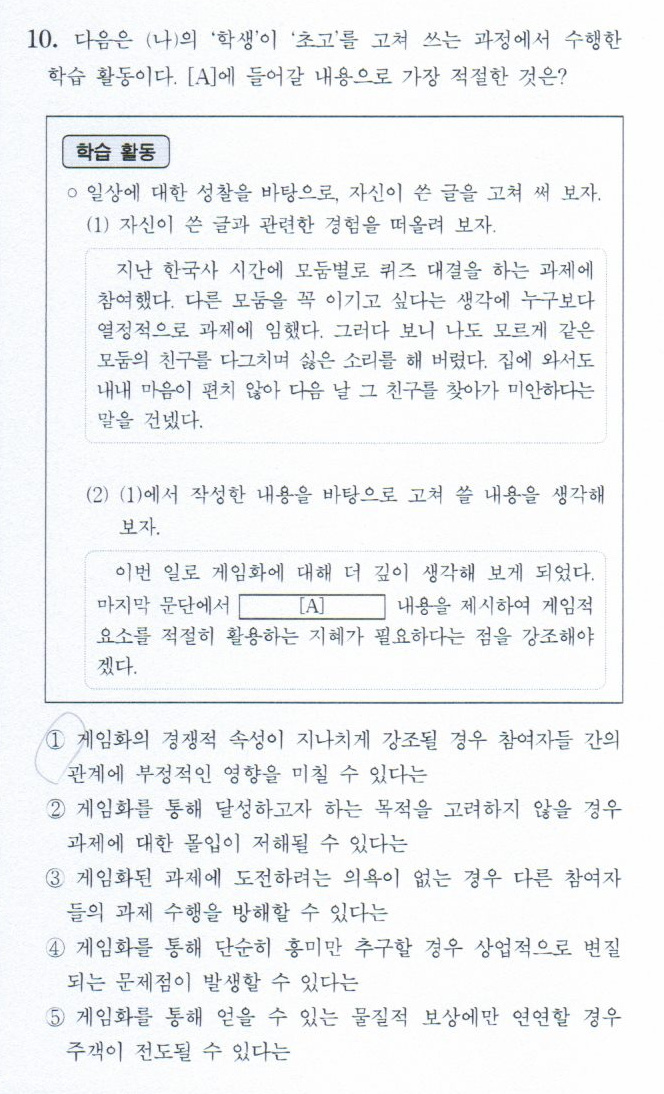 10. 다음은 (나)의 ‘학생’이 ‘초고’를 고쳐 쓰는 과정에서 수행한
학습 활동이다. [A]에 들어갈 내용으로 가장 적절한 것은?
학습 활동
○ 일상에 대한 성찰을 바탕으로, 자신이 쓴 글을 고쳐 써 보자.
(1) 자신이 쓴 글과 관련한 경험을 떠올려 보자.
지난 한국사 시간에 모둠별로 퀴즈 대결을 하는 과제에
참여했다. 다른 모둠을 꼭 이기고 싶다는 생각에 누구보다
열정적으로 과제에 임했다. 그러다 보니 나도 모르게 같은
모둠의 친구를 다그치며 싫은 소리를 해 버렸다. 집에 와서도
내내 마음이 편치 않아 다음 날 그 친구를 찾아가 미안하다는
말을 건넸다.
(2) (1)에서 작성한 내용을 바탕으로 고쳐 쓸 내용을 생각해
보자.
이번 일로 게임화에 대해 더 깊이 생각해 보게 되었다.
마지막 문단에서 [A] 내용을 제시하여 게임적
요소를 적절히 활용하는 지혜가 필요하다는 점을 강조해야
겠다.
① 게임화의 경쟁적 속성이 지나치게 강조될 경우 참여자들 간의
관계에 부정적인 영향을 미칠 수 있다는
② 게임화를 통해 달성하고자 하는 목적을 고려하지 않을 경우
과제에 대한 몰입이 저해될 수 있다는
③ 게임화된 과제에 도전하려는 의욕이 없는 경우 다른 참여자
들의 과제 수행을 방해할 수 있다는
④ 게임화를 통해 단순히 흥미만 추구할 경우 상업적으로 변질
되는 문제점이 발생할 수 있다는
⑤ 게임화를 통해 얻을 수 있는 물질적 보상에만 연연할 경우
주객이 전도될 수 있다는